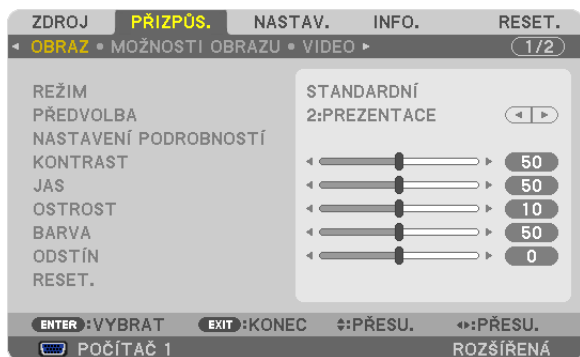 ZDROJ PŘIZPŮS. NASTAV. INFO. RESET.
OBRAZ • MOŽNOSTI OBRAZU • VIDEO 1/2
REŽIM STANDARDNÍ
PŘEDVOLBA 2:PREZENTACE
NASTAVENÍ PODROBNOSTÍ
KONTRAST 50
JAS 50
OSTROST 10
BARVA 50
ODSTÍN 0
RESET.
ENTER :VYBRAT EXIT :KONEC :PŘESU. :PŘESU.
POČÍTAČ 1 ROZŠÍŘENÁ